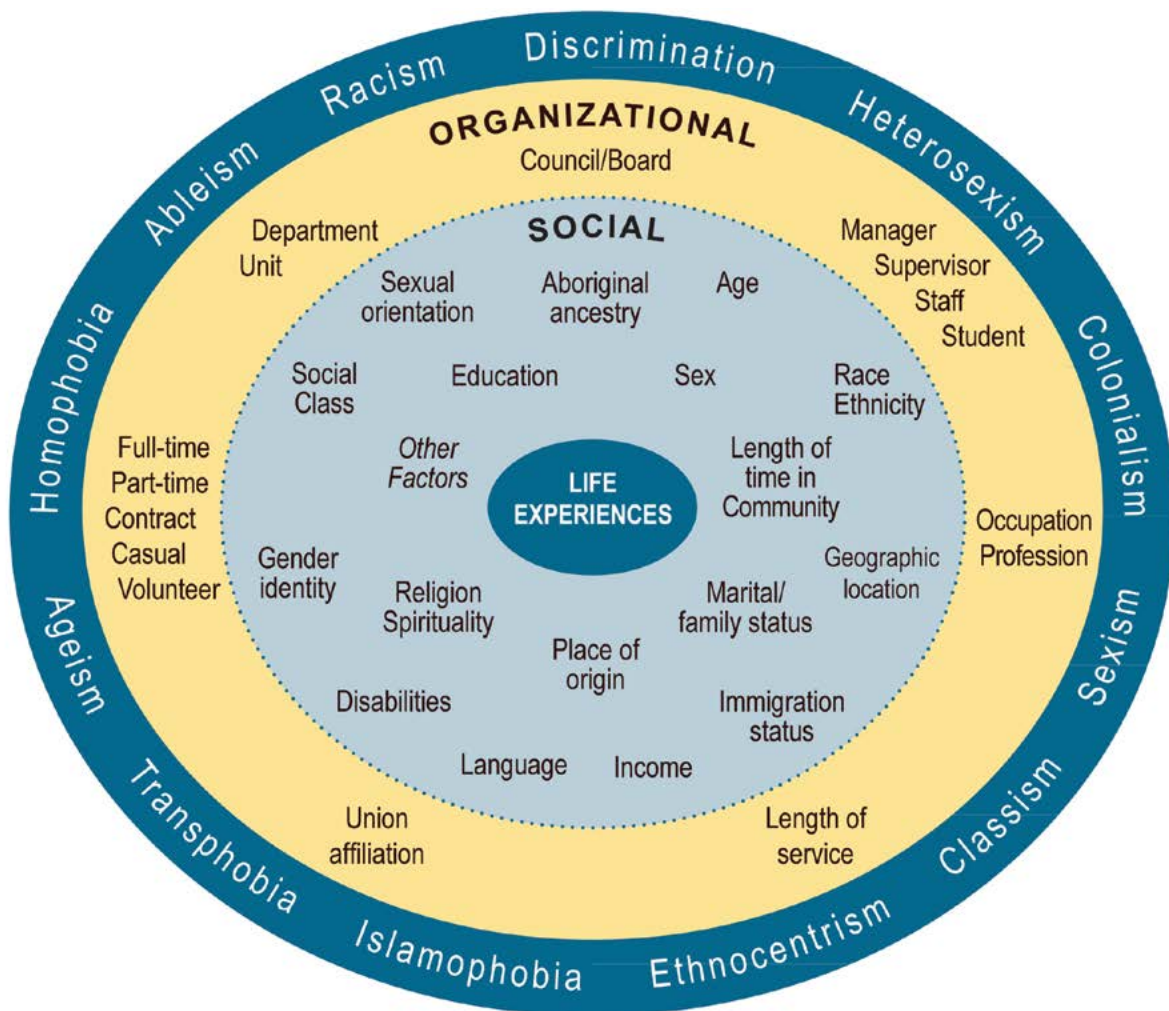 Discrimination
Heterosexism
Colonialism
Sexism
Classism
Ethnocentrism
Islamophobia
Transphobia
Ageism
Homophobia
Ableism
Racism
ORGANIZATIONAL
Council/Board
Department
Unit
Manager
Supervisor
Staff
Student
Full-time
Part-time
Contract
Casual
Volunteer
Occupation
Profession
Union
affiliation
Length of
service
SOCIAL
Sexual
orientation
Aboriginal
ancestry
Age
Social
Class
Education
Sex
Race
Ethnicity
Other
Factors
LIFE
EXPERIENCES
Length of
time in
Community
Gender
identity
Religion
Spirituality
Marital/
family status
Geographic
location
Place of
origin
Disabilities
Immigration
status
Language
Income